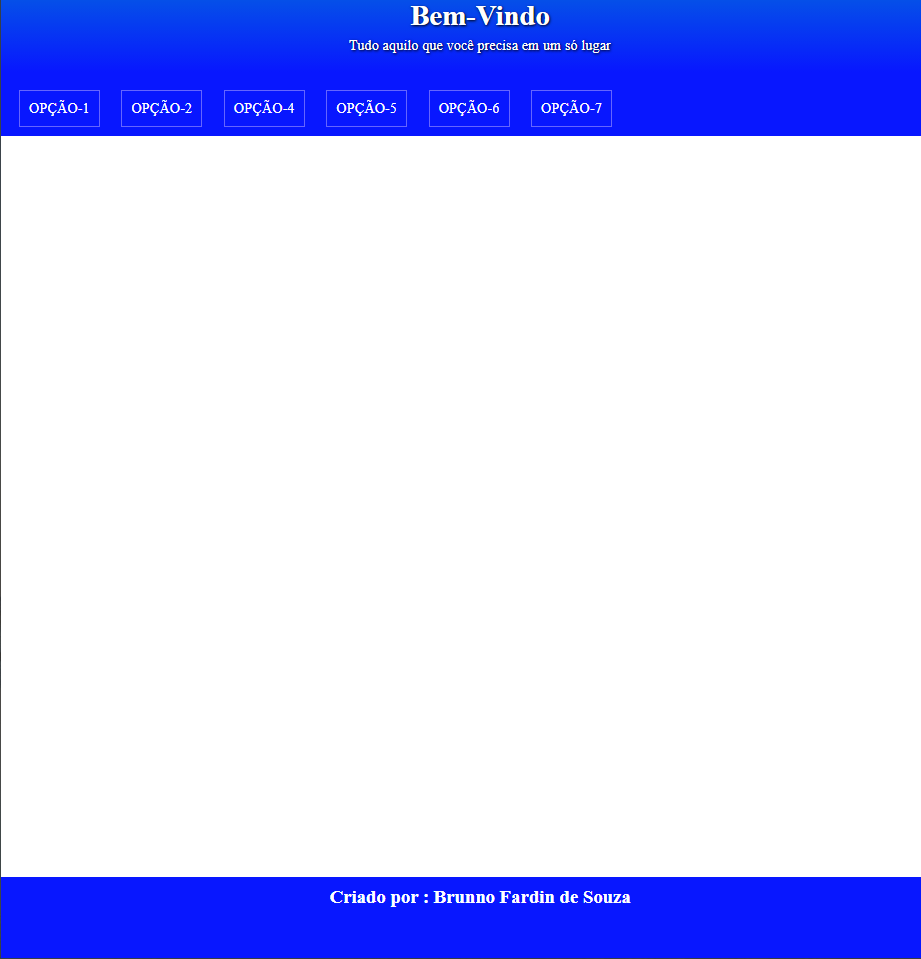 Bem-Vindo
Tudo aquilo que você precisa em um só lugar
OPÇÃO-1 OPÇÃO-2 OPÇÃO-4 OPÇÃO-5 OPÇÃO-6 OPÇÃO-7
Criado por : Brunno Fardin de Souza